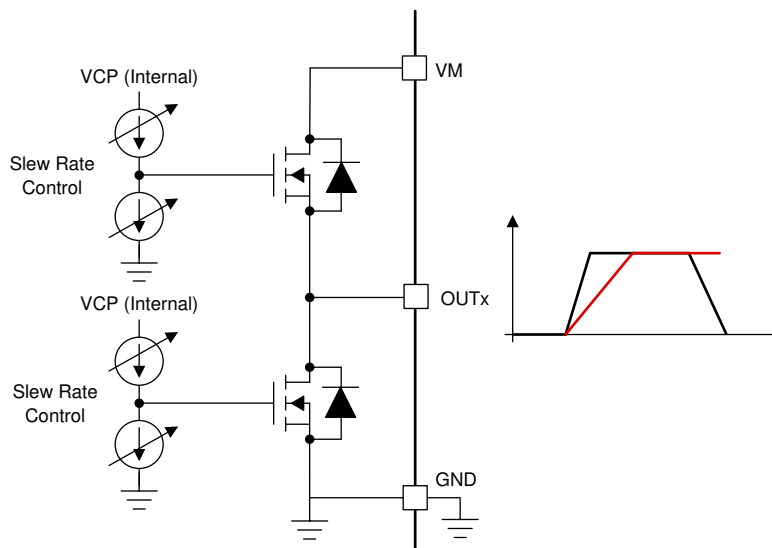 VM
VCP (Internal)
Slew Rate
Control
OUTx
VCP (Internal)
Slew Rate
Control
GND